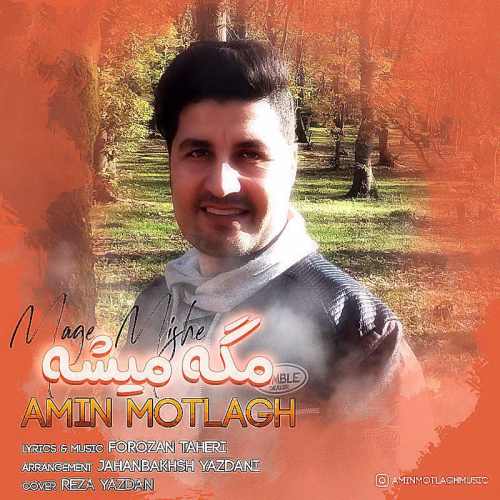 Mage Mishe
مگه میشه
AMIN MOTLAGH
LYRICS & MUSIC FOROZAN TAHERI
ARRANGEMENT JAHANBAKHSH YAZDANI
COVER REZA YAZDAN
AMINMOTLAGHMUSIC